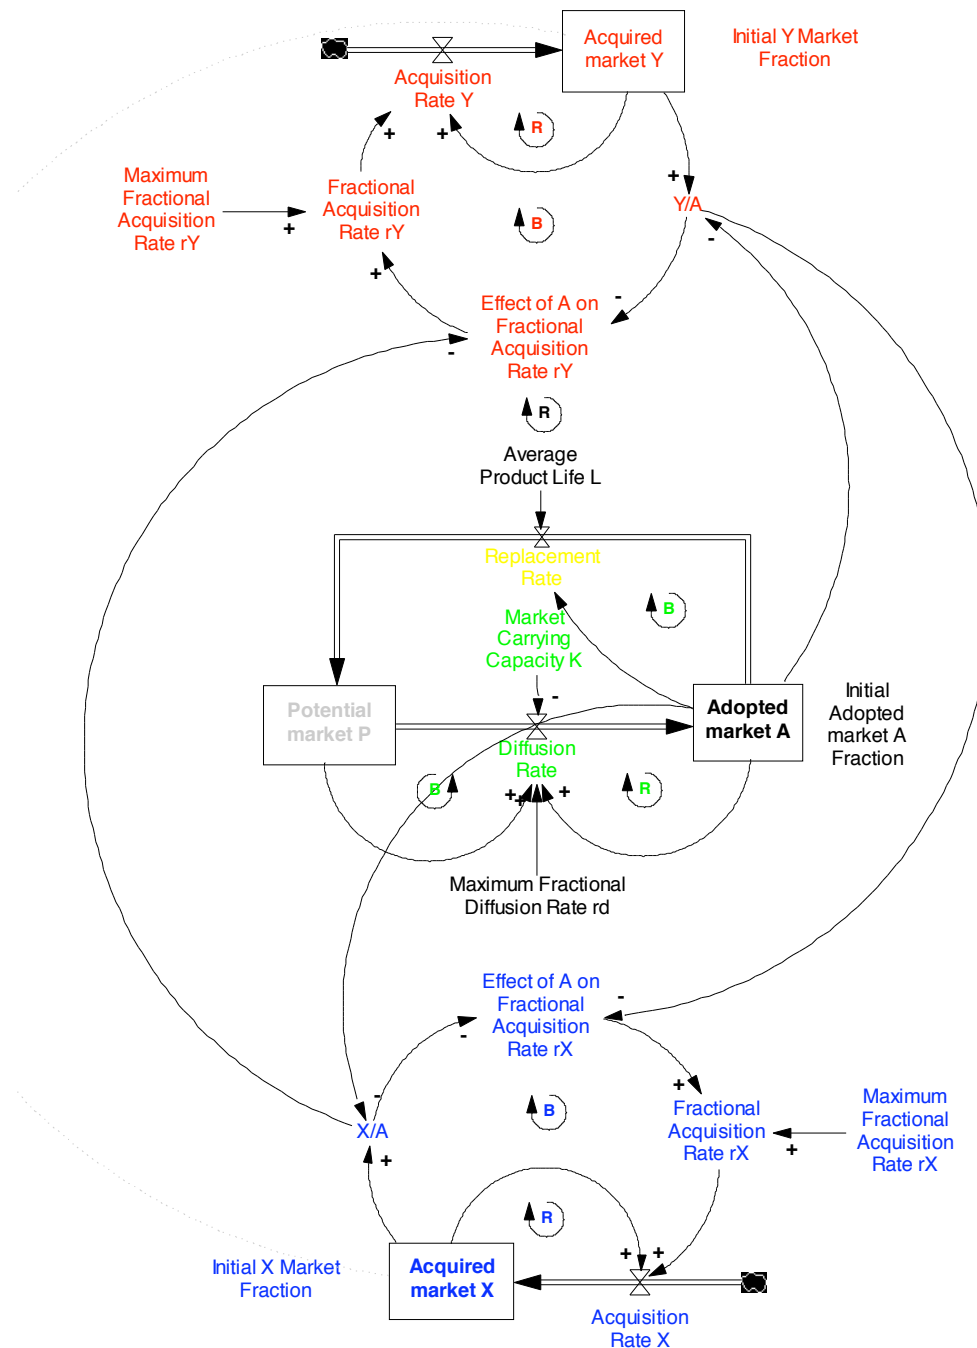 Acquired
market Y
Initial Y Market
Fraction
Acquisition
Rate Y
R
+
+
Maximum
Fractional
Acquisition
Rate rY
+
Fractional
Acquisition
Rate rY
B
+
Y/A
-
+
-
Effect of A on
Fractional
Acquisition
Rate rY
-
R
Average
Product Life L
Replacement
Rate
B
Market
Carrying
Capacity K
-
Potential
market P
Adopted
market A
Initial
Adopted
market A
Fraction
Diffusion
Rate
B
R
+
+
+
Maximum Fractional
Diffusion Rate rd
Effect of A on
Fractional
Acquisition
Rate rX
-
-
+
-
X/A
B
Fractional
Acquisition
Rate rX
+
Maximum
Fractional
Acquisition
Rate rX
+
R
+
+
Initial X Market
Fraction
Acquired
market X
Acquisition
Rate X